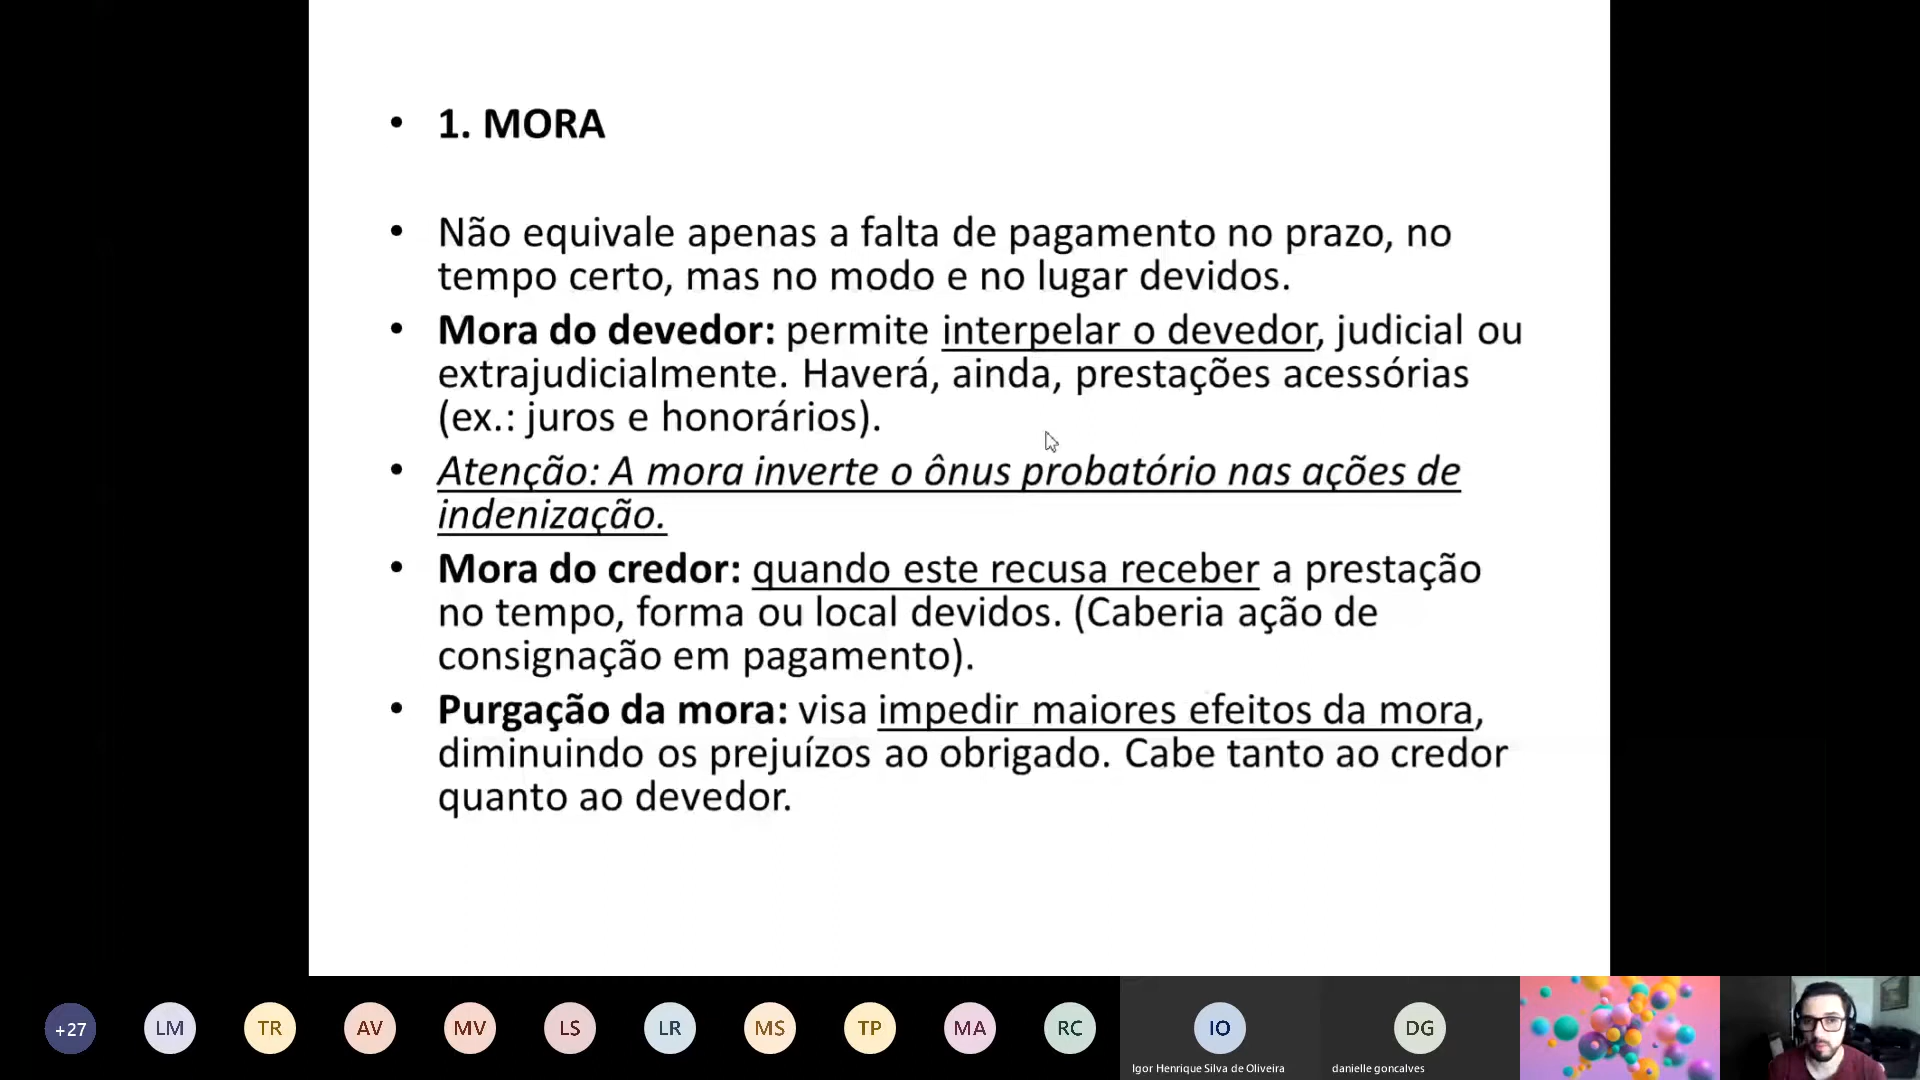 • 1. MORA
• Não equivale apenas a falta de pagamento no prazo, no
tempo certo, mas no modo e no lugar devidos.
• Mora do devedor: permite interpelar o devedor, judicial ou
extrajudicialmente. Haverá, ainda, prestações acessórias
(ex.: juros e honorários).
• Atenção: A mora inverte o ônus probatório nas ações de
indenização.
• Mora do credor: quando este recusa receber a prestação
no tempo, forma ou local devidos. (Caberia ação de
consignação em pagamento).
• Purgação da mora: visa impedir maiores efeitos da mora,
diminuindo os prejuízos ao obrigado. Cabe tanto ao credor
quanto ao devedor.
+27 LM TR AV MV LS LR MS TP MA RC IO DG
Igor Henrique Silva de Oliveira danielle goncalves